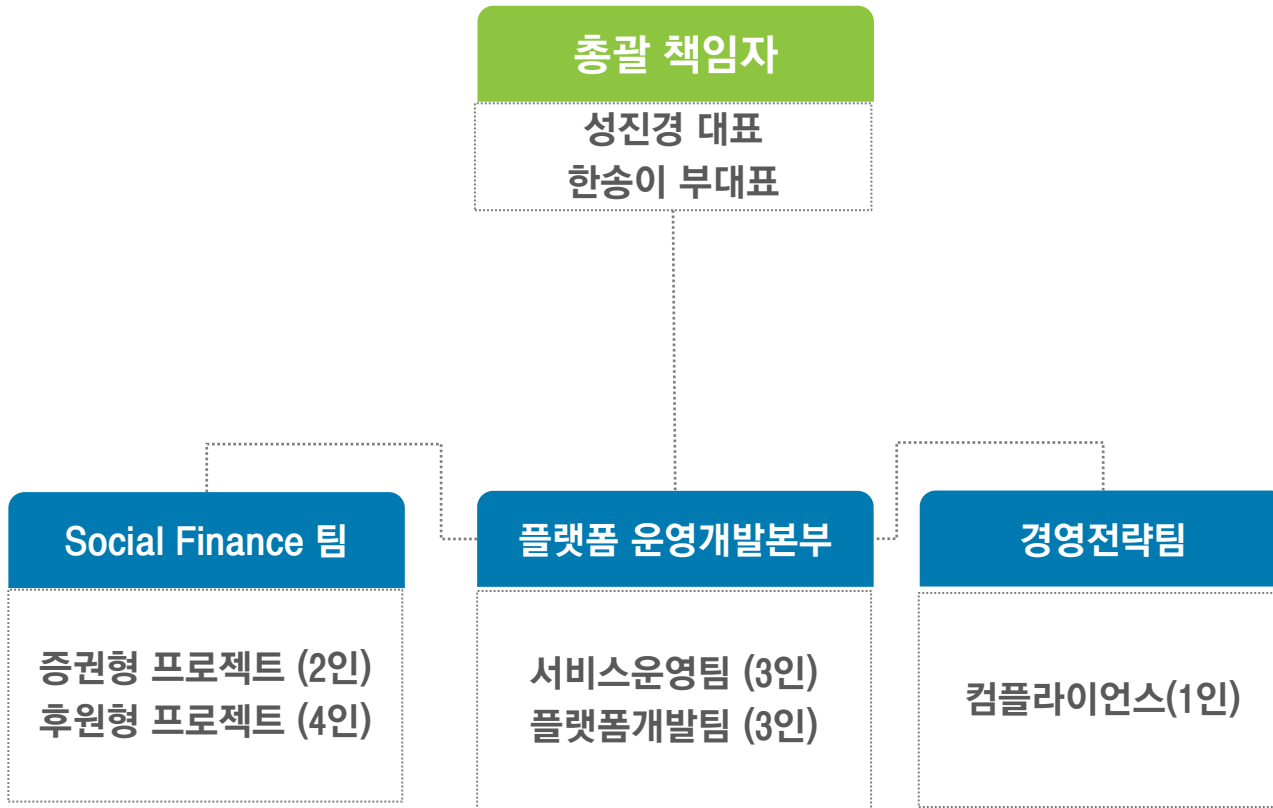 총괄 책임자
성진경 대표
한송이 부대표
Social Finance 팀
증권형 프로젝트 (2인)
후원형 프로젝트 (4인)
플랫폼 운영개발본부
서비스운영팀 (3인)
플랫폼개발팀 (3인)
경영전략팀
컴플라이언스(1인)